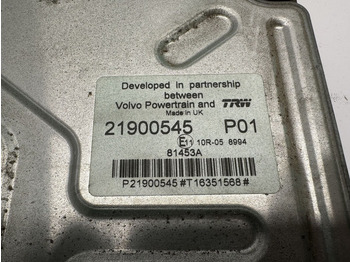 Developed in partnership
between
Volvo Powertrain and TRW
Made in UK
21900545 P01
E11 10R-05 8994
81453A
P21900545#T16351568#